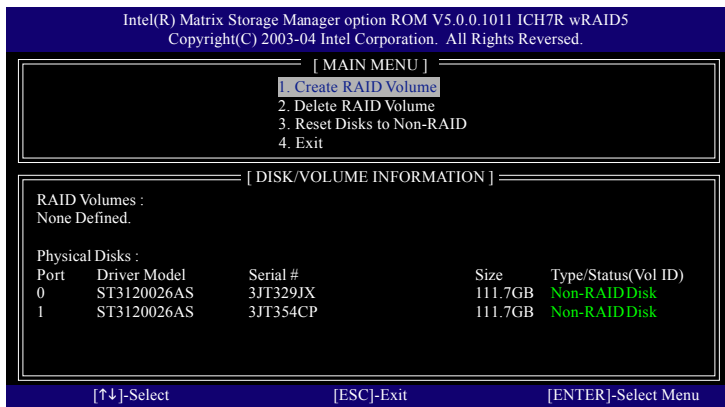 Intel(R) Matrix Storage Manager option ROM V5.0.0.1011 ICH7R wRAID5
Copyright(C) 2003-04 Intel Corporation. All Rights Reversed.
[ MAIN MENU ]
1. Create RAID Volume
2. Delete RAID Volume
3. Reset Disks to Non-RAID
4. Exit
[ DISK/VOLUME INFORMATION ]
RAID Volumes :
None Defined.
Physical Disks :
Port Driver Model Serial # Size Type/Status(Vol ID)
0 ST3120026AS 3JT329JX 111.7GB Non-RAID Disk
1 ST3120026AS 3JT354CP 111.7GB Non-RAID Disk
[↑↓]-Select [ESC]-Exit [ENTER]-Select Menu